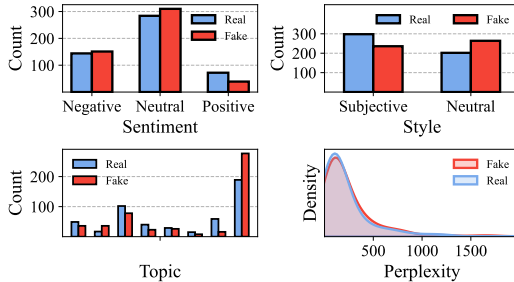 Count
300
200
100
Real
Fake
Negative
Neutral
Positive
Sentiment
Count
300
200
100
Real
Fake
Subjective
Neutral
Style
Count
200
100
Real
Fake
Topic
Density
Fake
Real
500
1000
1500
Perplexity